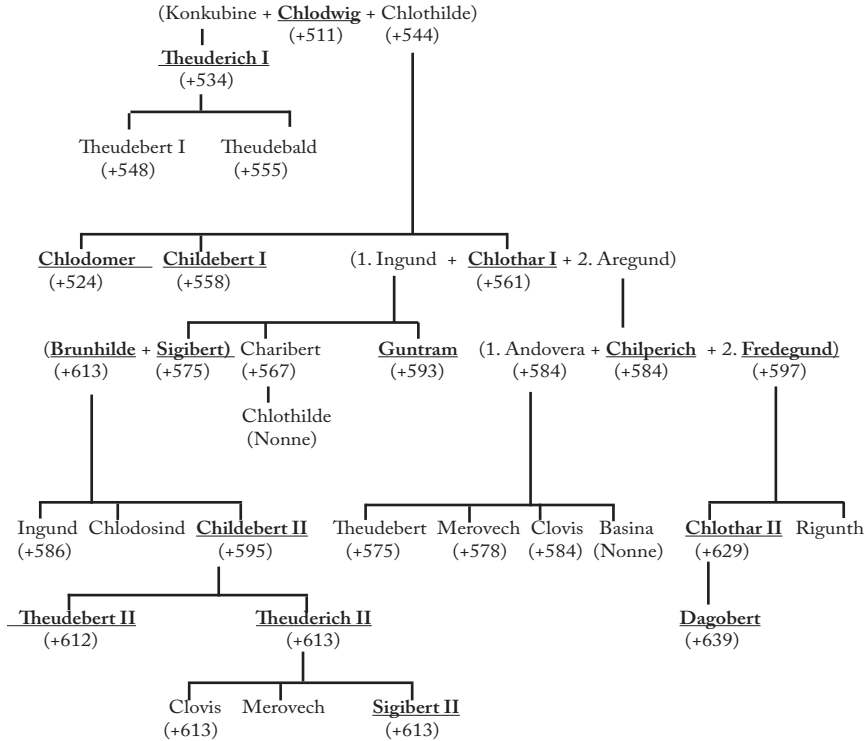 (Konkubine + Chlodwig + Chlothilde)
(+511) (+544)
Theuderich I
(+534)
Theudebert I Theudebald
(+548) (+555)
Chlodomer Childebert I (1. Ingund + Chlothar I + 2. Aregund)
(+524) (+558) (+561)
(Brunhilde + Sigibert) Charibert Guntram (1. Andovera + Chilperich + 2. Fredegund)
(+613) (+575) (+567) (+593) (+584) (+584) (+597)
Chlothilde
(Nonne)
Ingund Chlodosind Childebert II Theudebert Merovech Clovis Basina Chlothar II Rigunth
(+586) (+595) (+575) (+578) (+584) (Nonne) (+629)
Theudebert II Theuderich II Dagobert
(+612) (+613) (+639)
Clovis Merovech Sigibert II
(+613) (+613)